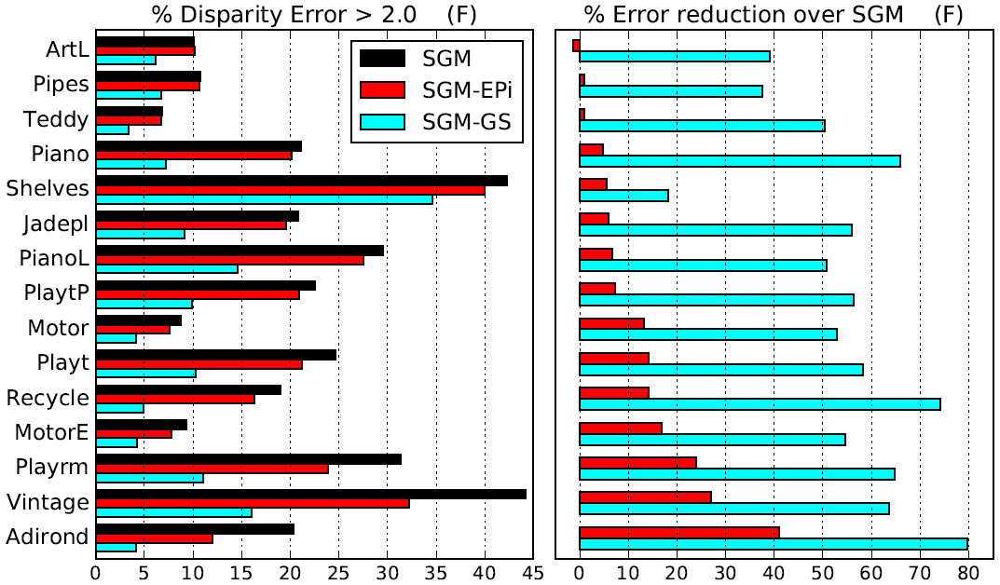 % Disparity Error > 2.0 (F)
% Error reduction over SGM (F)
SGM
SGM-EPi
SGM-GS
ArtL
Pipes
Teddy
Piano
Shelves
Jadepl
PianoL
PlaytP
Motor
Playt
Recycle
MotorE
Playrm
Vintage
Adirond
0 5 10 15 20 25 30 35 40 45
0 10 20 30 40 50 60 70 80